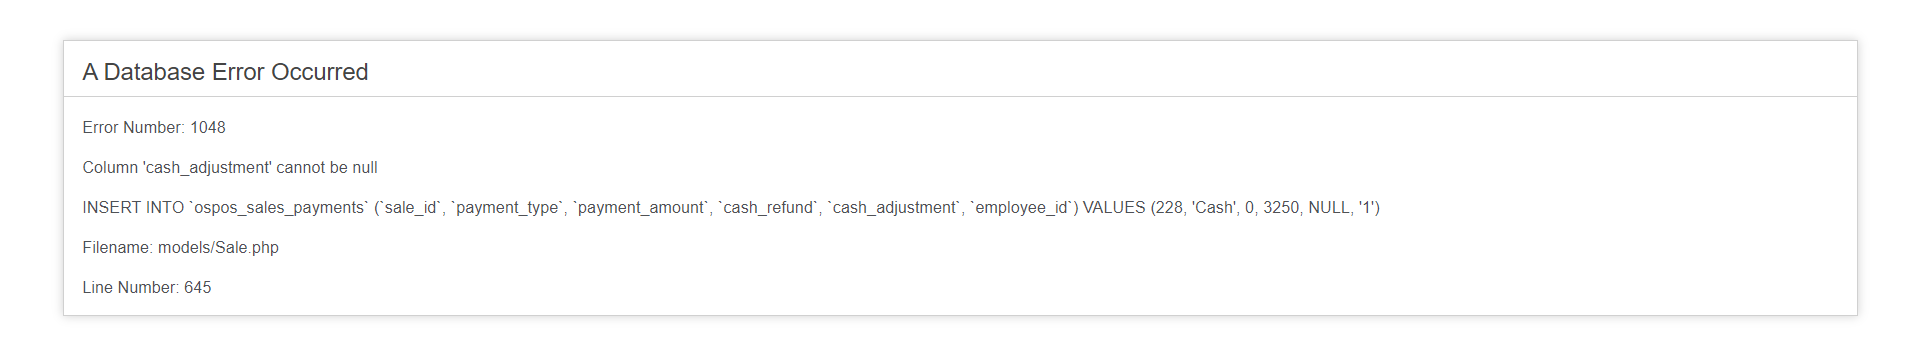 A Database Error Occurred
Error Number: 1048
Column 'cash_adjustment' cannot be null
INSERT INTO `ospos_sales_payments` (`sale_id`, `payment_type`, `payment_amount`, `cash_refund`, `cash_adjustment`, `employee_id`) VALUES (228, 'Cash', 0, 3250, NULL, '1')
Filename: models/Sale.php
Line Number: 645